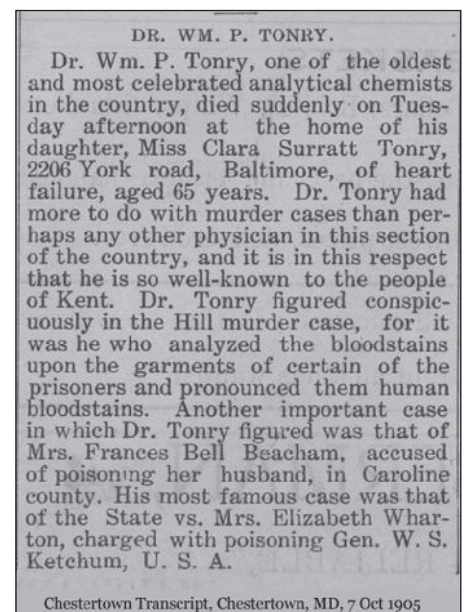 DR. WM. P. TONRY.
Dr. Wm. P. Tonry, one of the oldest
and most celebrated analytical chemists
in the country, died suddenly on Tues-
day afternoon at the home of his
daughter, Miss Clara Surratt Tonry,
2206 York road, Baltimore, of heart
failure, aged 65 years. Dr. Tonry had
more to do with murder cases than per-
haps any other physician in this section
of the country, and it is in this respect
that he is so well-known to the people
of Kent. Dr. Tonry figured conspic-
uously in the Hill murder case, for it
was he who analyzed the bloodstains
upon the garments of certain of the
prisoners and pronounced them human
bloodstains. Another important case
in which Dr. Tonry figured was that of
Mrs. Frances Bell Beacham, accused
of poisoning her husband, in Caroline
county. His most famous case was that
of the State vs. Mrs. Elizabeth Whar-
ton, charged with poisoning Gen. W. S.
Ketchum, U. S. A.
Chestertown Transcript, Chestertown, MD, 7 Oct 1905